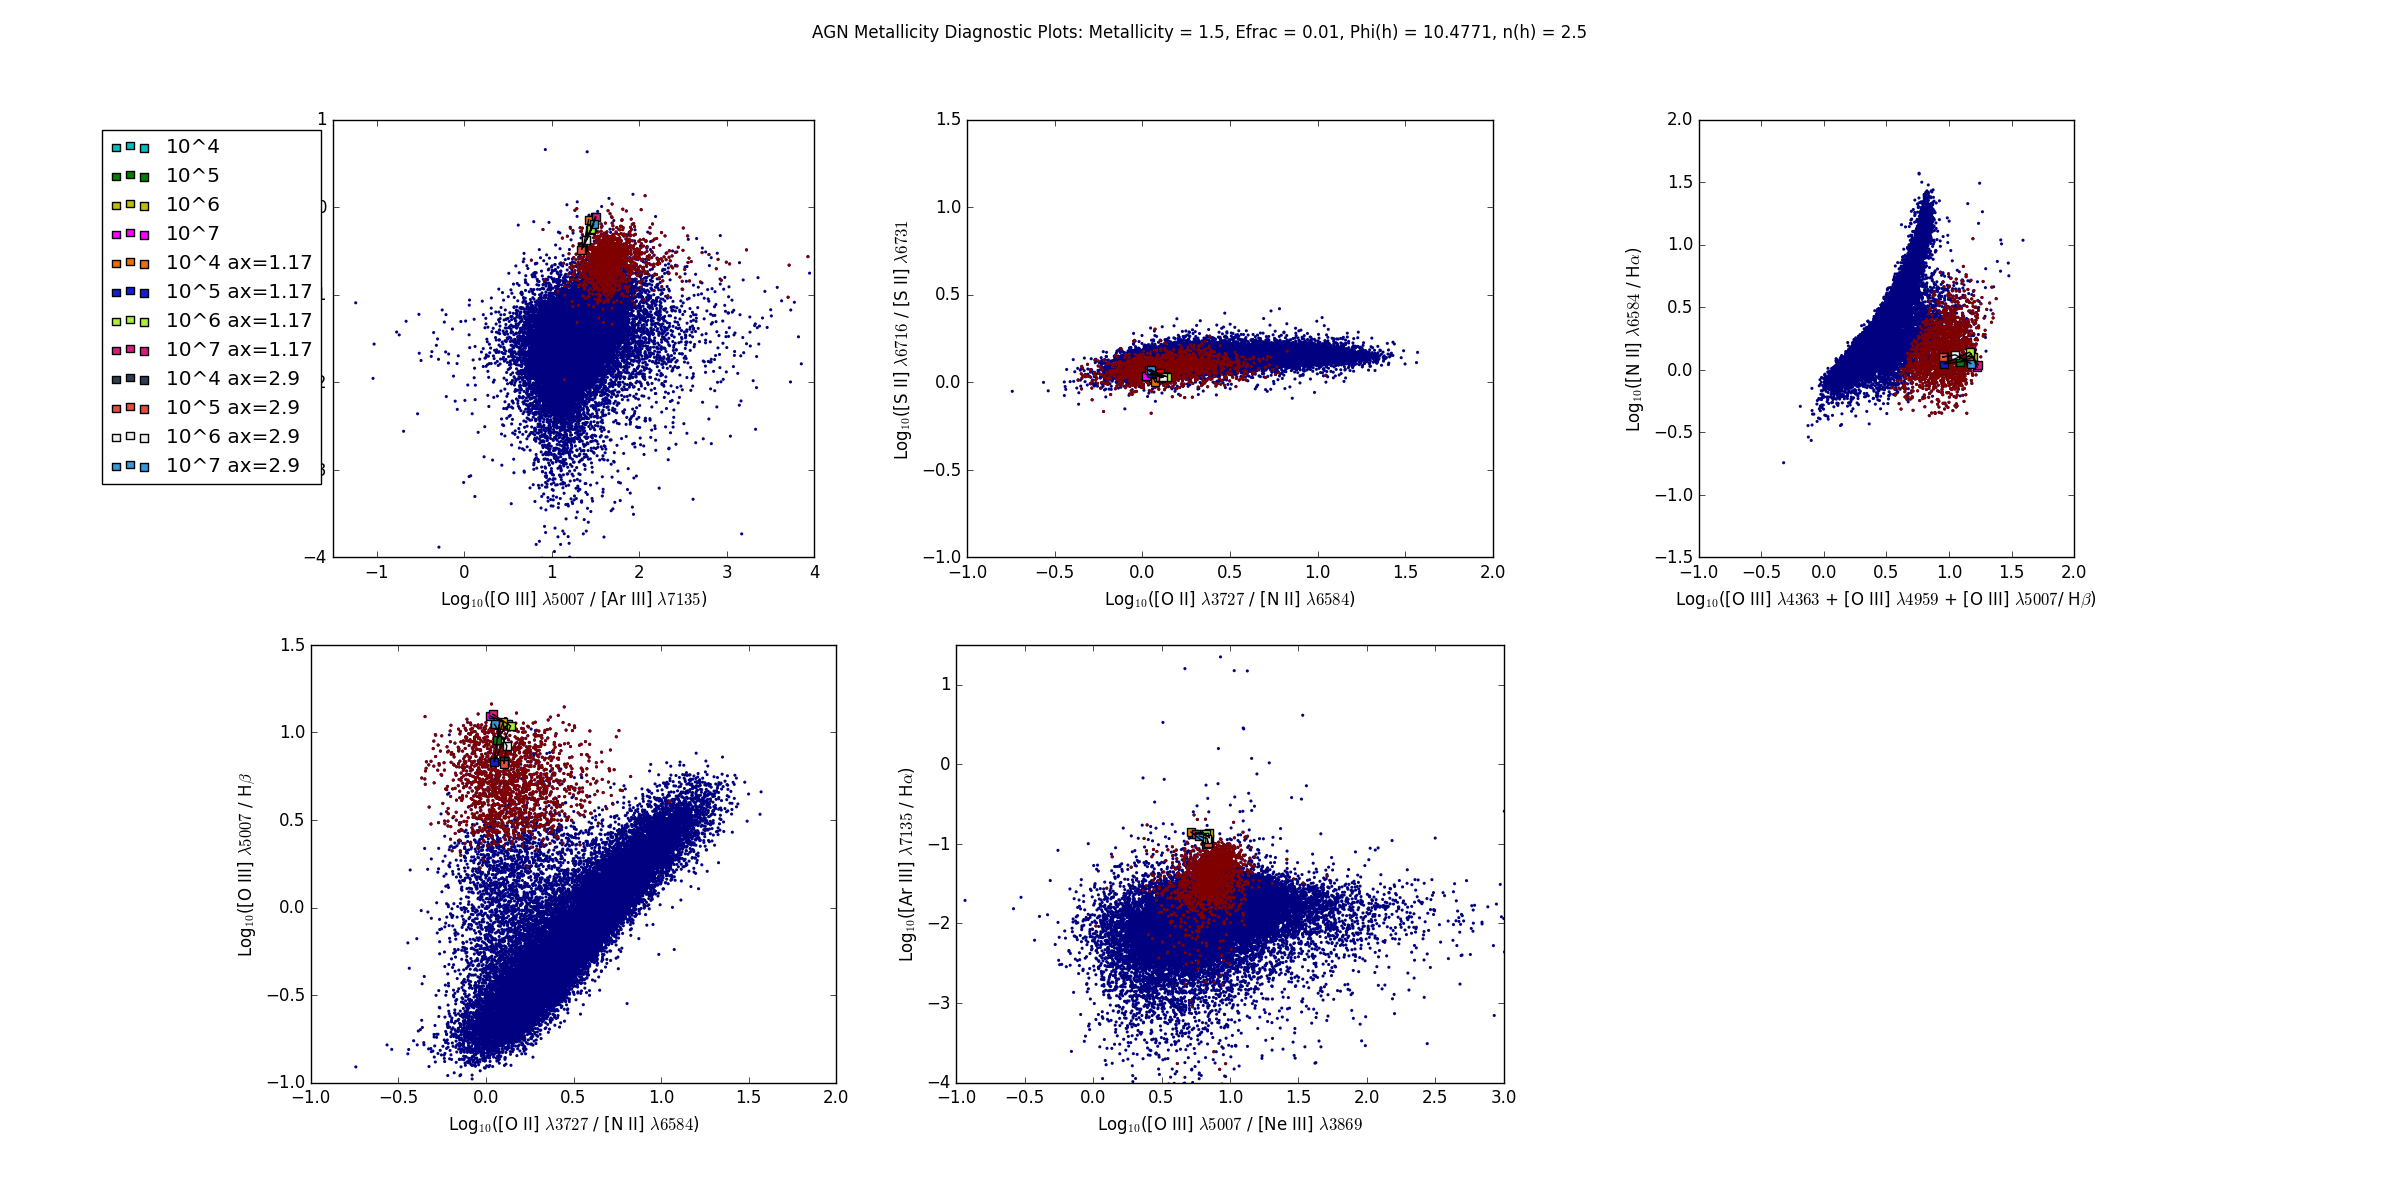 AGN Metallicity Diagnostic Plots: Metallicity = 1.5, Efrac = 0.01, Phi(h) = 10.4771, n(h) = 2.5
10^4
10^5
10^6
10^7
10^4 ax=1.17
10^5 ax=1.17
10^6 ax=1.17
10^7 ax=1.17
10^4 ax=2.9
10^5 ax=2.9
10^6 ax=2.9
10^7 ax=2.9
1
0
1
2
3
−4
−1 0 1 2 3 4
Log₁₀([O III] λ5007 / [Ar III] λ7135)
Log₁₀([S II] λ6716 / [S II] λ6731
1.5
1.0
0.5
0.0
−0.5
−1.0
−1.0 −0.5 0.0 0.5 1.0 1.5 2.0
Log₁₀([O II] λ3727 / [N II] λ6584)
Log₁₀([N II] λ6584 / Hα)
2.0
1.5
1.0
0.5
0.0
−0.5
−1.0
−1.5
−1.0 −0.5 0.0 0.5 1.0 1.5 2.0
Log₁₀([O III] λ4363 + [O III] λ4959 + [O III] λ5007/ Hβ)
Log₁₀([O III] λ5007 / Hβ
1.5
1.0
0.5
0.0
−0.5
−1.0
−1.0 −0.5 0.0 0.5 1.0 1.5 2.0
Log₁₀([O II] λ3727 / [N II] λ6584)
Log₁₀([Ar III] λ7135 / Hα)
1
0
−1
−2
−3
−4
−1.0 −0.5 0.0 0.5 1.0 1.5 2.0 2.5 3.0
Log₁₀([O III] λ5007 / [Ne III] λ3869